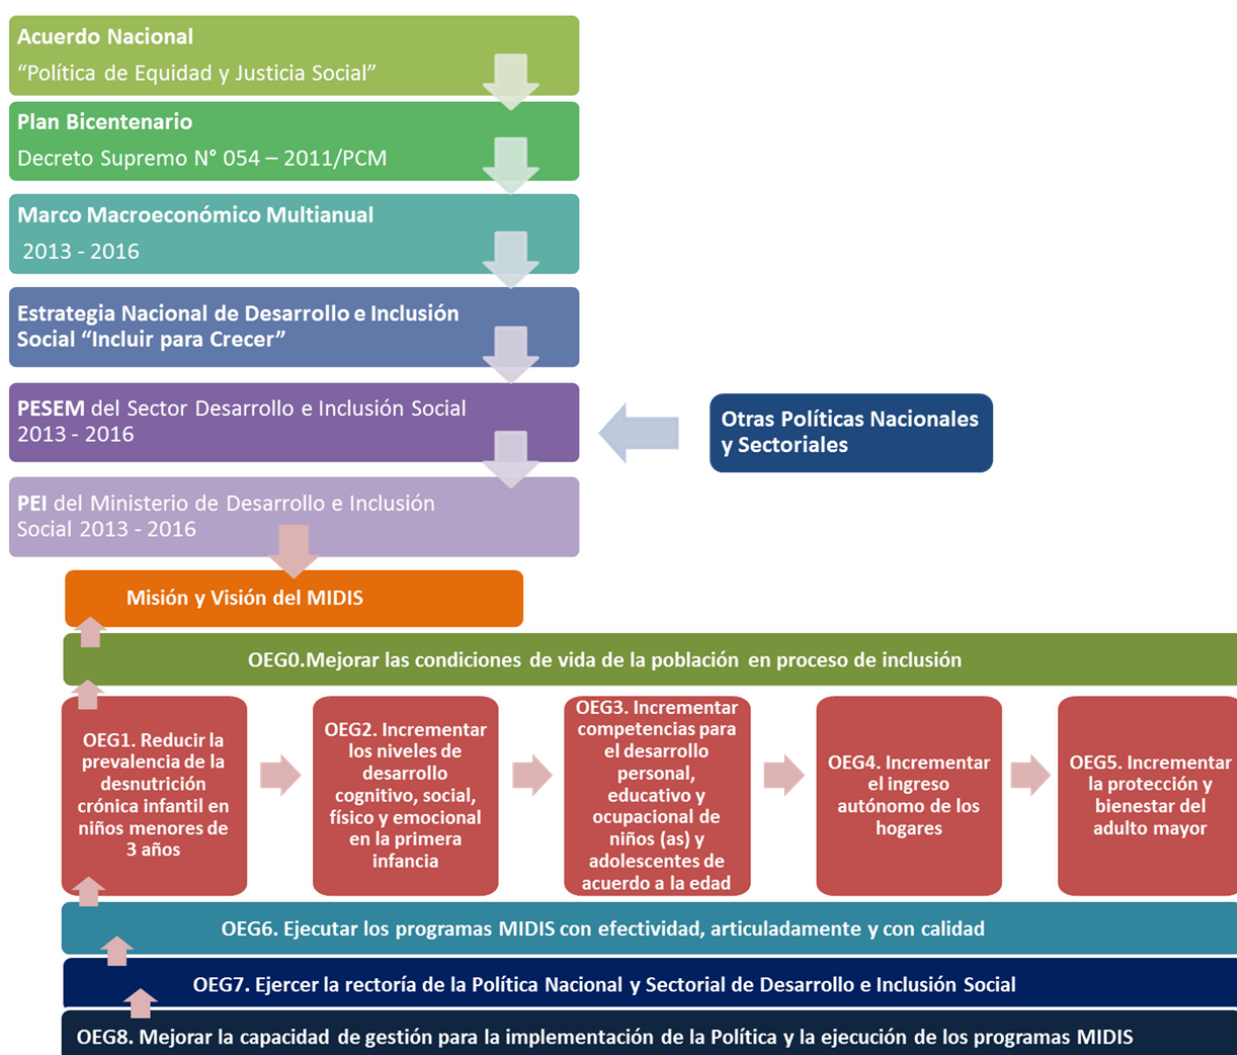 Acuerdo Nacional
“Política de Equidad y Justicia Social”
Plan Bicentenario
Decreto Supremo N° 054 – 2011/PCM
Marco Macroeconómico Multianual
2013 - 2016
Estrategia Nacional de Desarrollo e Inclusión
Social “Incluir para Crecer”
PESEM del Sector Desarrollo e Inclusión Social
2013 - 2016
Otras Políticas Nacionales
y Sectoriales
PEI del Ministerio de Desarrollo e Inclusión
Social 2013 - 2016
Misión y Visión del MIDIS
OEG0.Mejorar las condiciones de vida de la población en proceso de inclusión
OEG1. Reducir la
prevalencia de la
desnutrición
crónica infantil en
niños menores de
3 años
OEG2. Incrementar
los niveles de
desarrollo
cognitivo, social,
físico y emocional
en la primera
infancia
OEG3. Incrementar
competencias para
el desarrollo
personal,
educativo y
ocupacional de
niños (as) y
adolescentes de
acuerdo a la edad
OEG4. Incrementar
el ingreso
autónomo de los
hogares
OEG5. Incrementar
la protección y
bienestar del
adulto mayor
OEG6. Ejecutar los programas MIDIS con efectividad, articuladamente y con calidad
OEG7. Ejercer la rectoría de la Política Nacional y Sectorial de Desarrollo e Inclusión Social
OEG8. Mejorar la capacidad de gestión para la implementación de la Política y la ejecución de los programas MIDIS